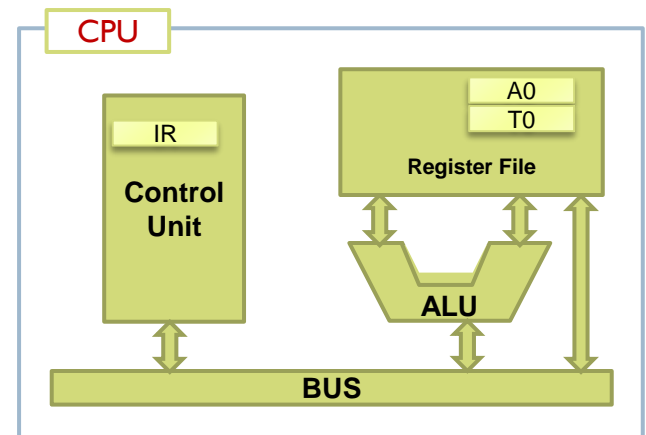 CPU
IR
Control
Unit
A0
T0
Register File
ALU
BUS